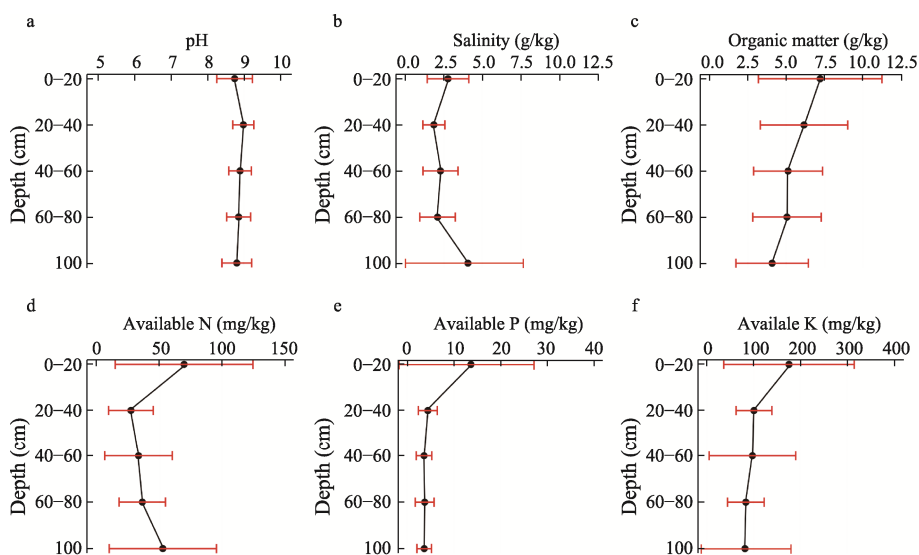 a
pH
5 6 7 8 9 10
0−20
20−40
40−60
60−80
100
Depth (cm)
b
Salinity (g/kg)
0.0 2.5 5.0 7.5 10.0 12.5
0−20
20−40
40−60
60−80
100
Depth (cm)
c
Organic matter (g/kg)
0.0 2.5 5.0 7.5 10.0 12.5
0−20
20−40
40−60
60−80
100
Depth (cm)
d
Available N (mg/kg)
0 50 100 150
0−20
20−40
40−60
60−80
100
Depth (cm)
e
Available P (mg/kg)
0 10 20 30 40
0−20
20−40
40−60
60−80
100
Depth (cm)
f
Availale K (mg/kg)
0 100 200 300 400
0−20
20−40
40−60
60−80
100
Depth (cm)